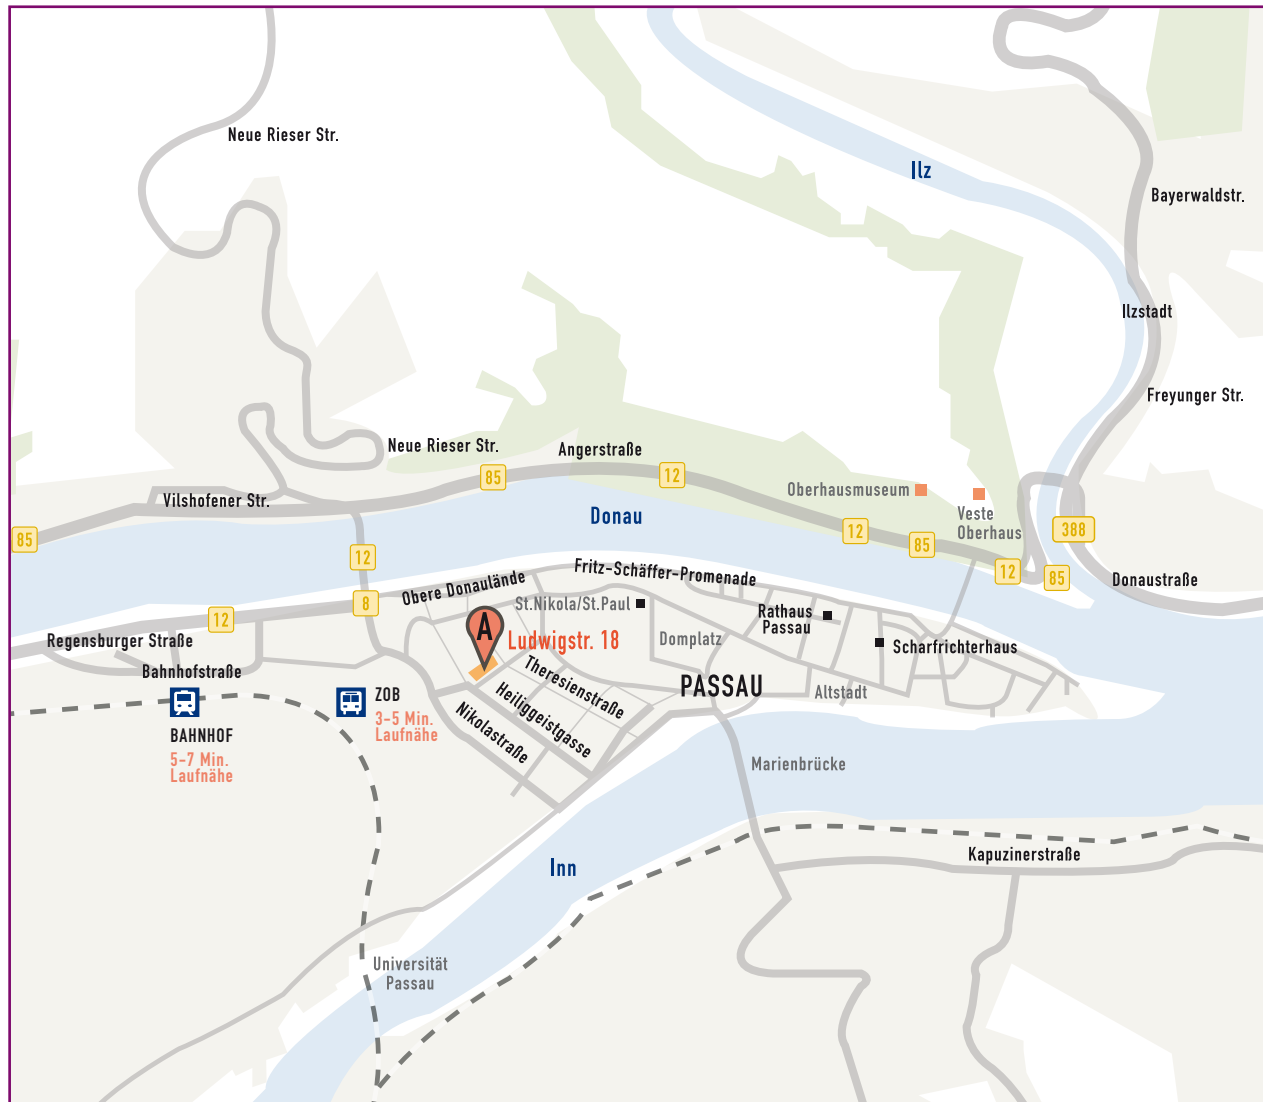 Neue Rieser Str.
Ilz
Bayerwaldstr.
Ilzstadt
Freyunger Str.
Neue Rieser Str.
Angerstraße
85
12
Oberhausmuseum
Vilshofener Str.
Donau
Veste
Oberhaus
388
85
12
12
85
12
85
Donaustraße
Fritz-Schäffer-Promenade
Obere Donaulände
8
12
St.Nikola/St.Paul
Rathaus
Passau
A
Ludwigstr. 18
Domplatz
Scharfrichterhaus
Regensburger Straße
Bahnhofstraße
Theresienstraße
PASSAU
Altstadt
ZOB
3-5 Min.
Laufnähe
Heiliggeistgasse
Nikolastraße
BAHNHOF
5-7 Min.
Laufnähe
Marienbrücke
Kapuzinerstraße
Inn
Universität
Passau